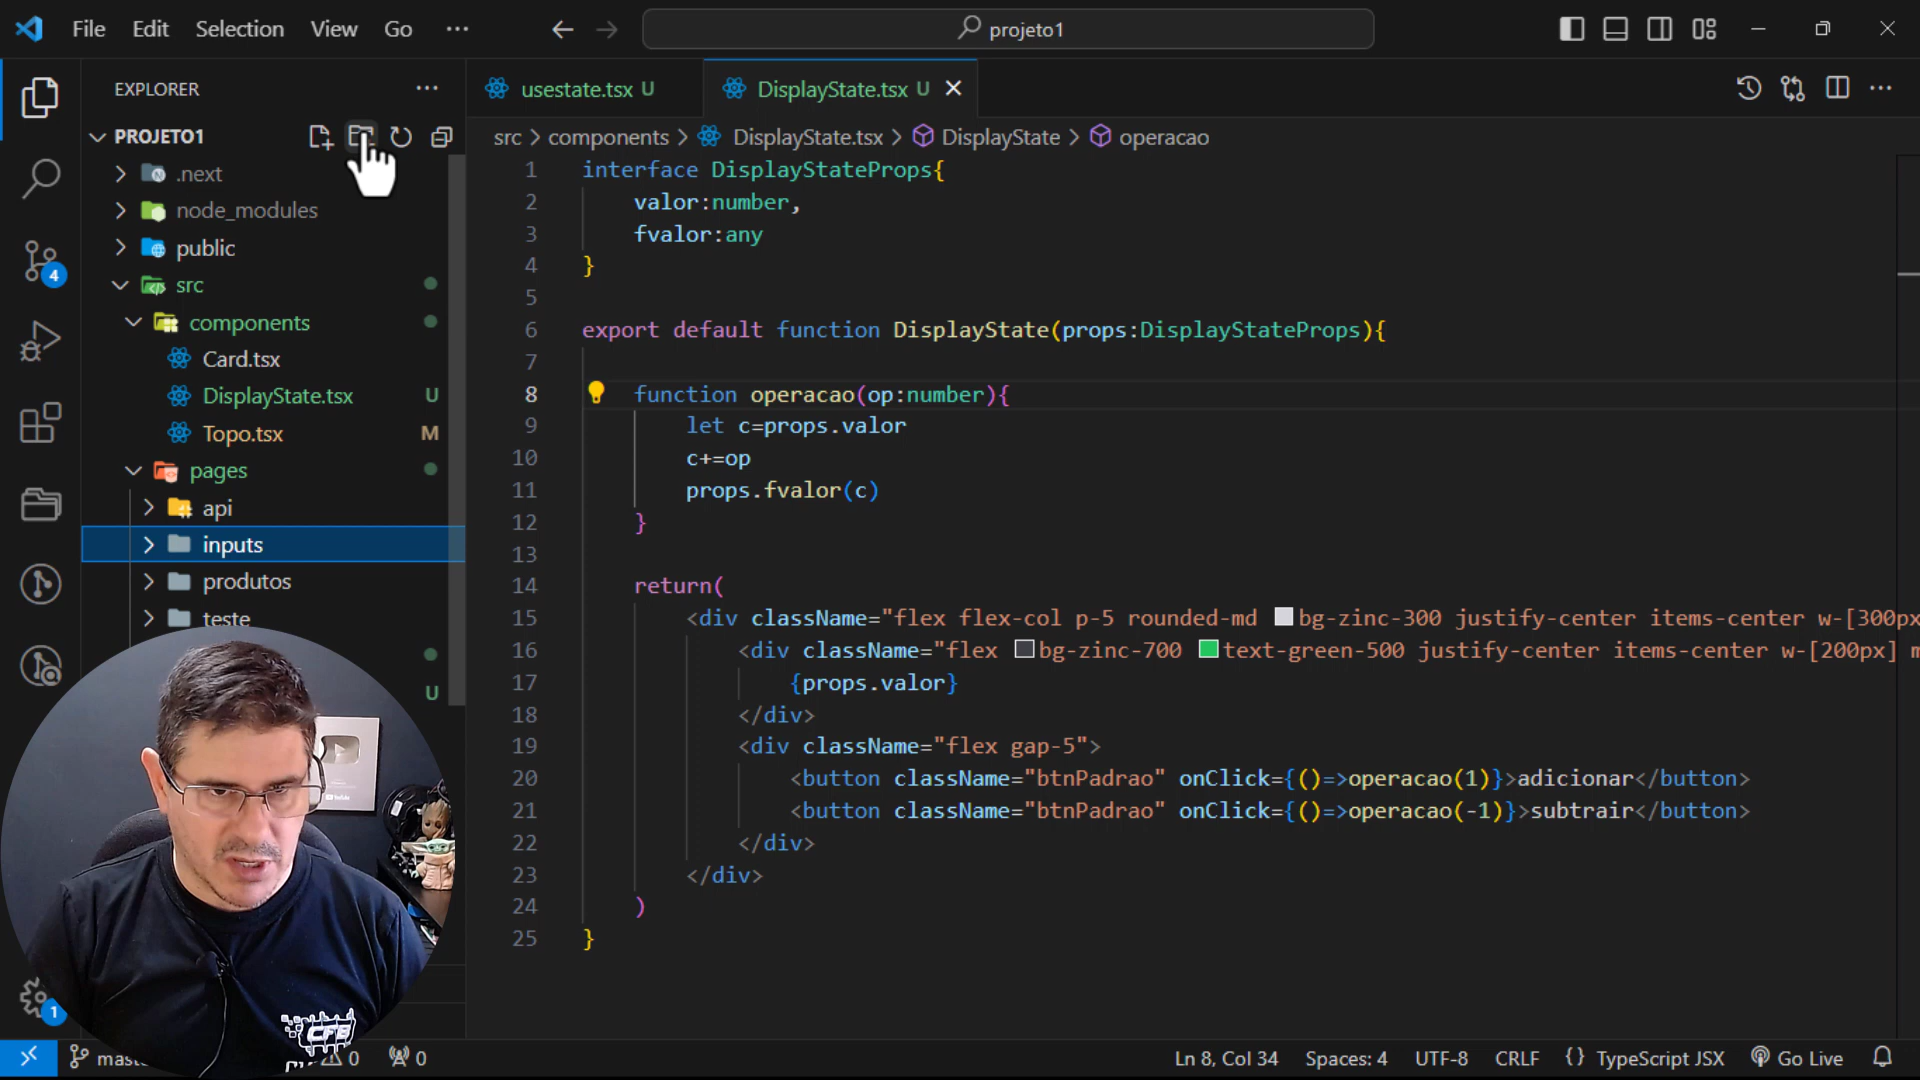 File Edit Selection View Go ···
projeto1
EXPLORER
PROJETO1
.next
node_modules
public
src
components
Card.tsx
DisplayState.tsx U
Topo.tsx M
pages
api
inputs
produtos
teste
U
4
1
usestate.tsx U
DisplayState.tsx U
src > components > DisplayState.tsx > DisplayState > operacao
1 interface DisplayStateProps{
2 valor:number,
3 fvalor:any
4 }
5
6 export default function DisplayState(props:DisplayStateProps){
7
8 function operacao(op:number){
9 let c=props.valor
10 c+=op
11 props.fvalor(c)
12 }
13
14 return(
15 <div className="flex flex-col p-5 rounded-md bg-zinc-300 justify-center items-center w-[300px
16 <div className="flex bg-zinc-700 text-green-500 justify-center items-center w-[200px] m
17 {props.valor}
18 </div>
19 <div className="flex gap-5">
20 <button className="btnPadrao" onClick={()=>operacao(1)}>adicionar</button>
21 <button className="btnPadrao" onClick={()=>operacao(-1)}>subtrair</button>
22 </div>
23 </div>
24 )
25 }
CFB
0 0
Ln 8, Col 34 Spaces: 4 UTF-8 CRLF {} TypeScript JSX Go Live